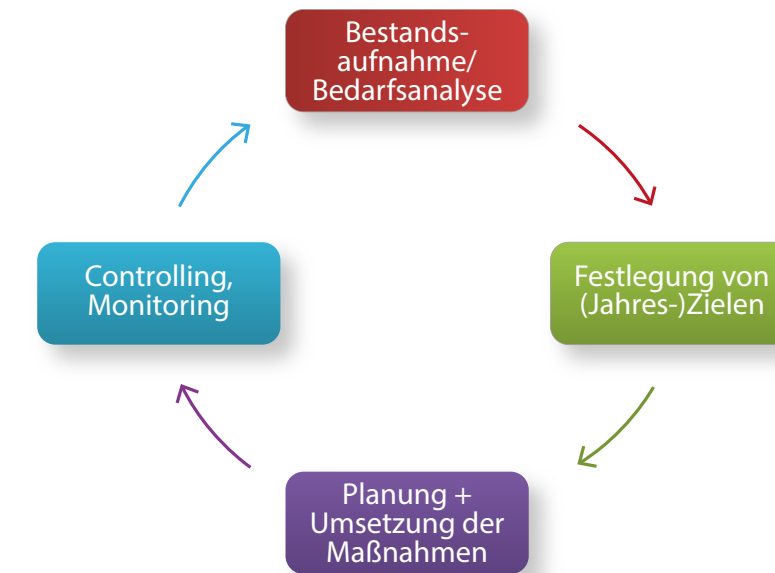 Bestands-
aufnahme/
Bedarfsanalyse
Festlegung von
(Jahres-)Zielen
Planung +
Umsetzung der
Maßnahmen
Controlling,
Monitoring